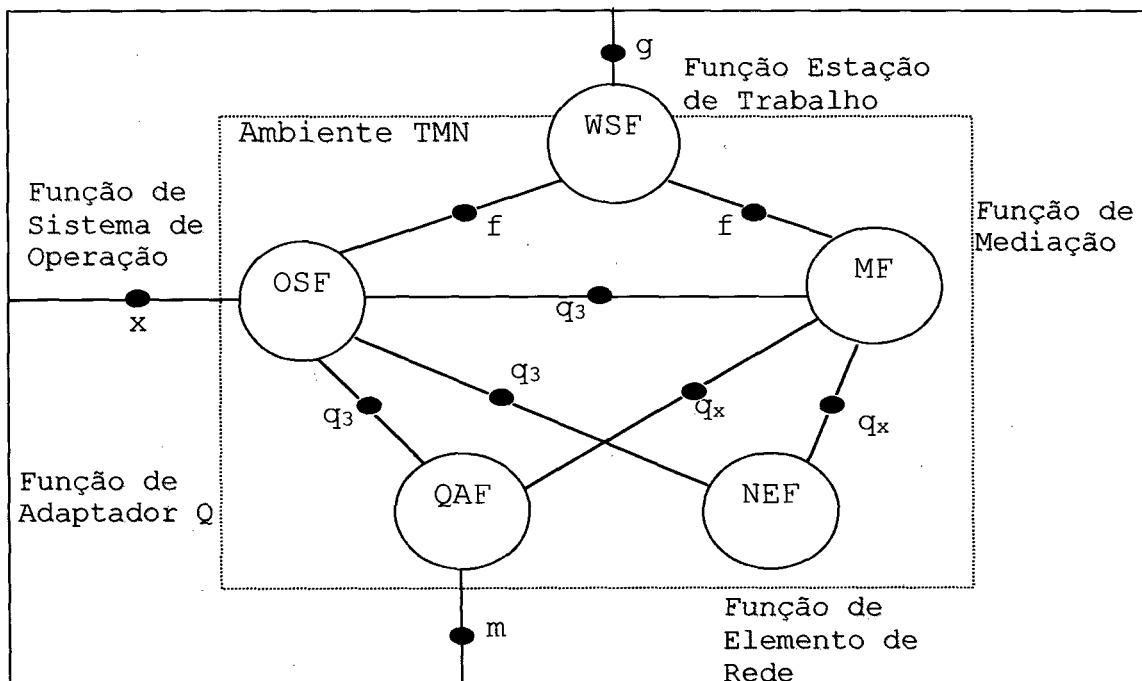 g
Função Estação
de Trabalho
WSF
Ambiente TMN
Função de
Sistema de
Operação
f
f
Função de
Mediação
OSF
MF
x
q3
q3
q3
qx
qx
Função de
Adaptador Q
QAF
NEF
m
Função de
Elemento de
Rede